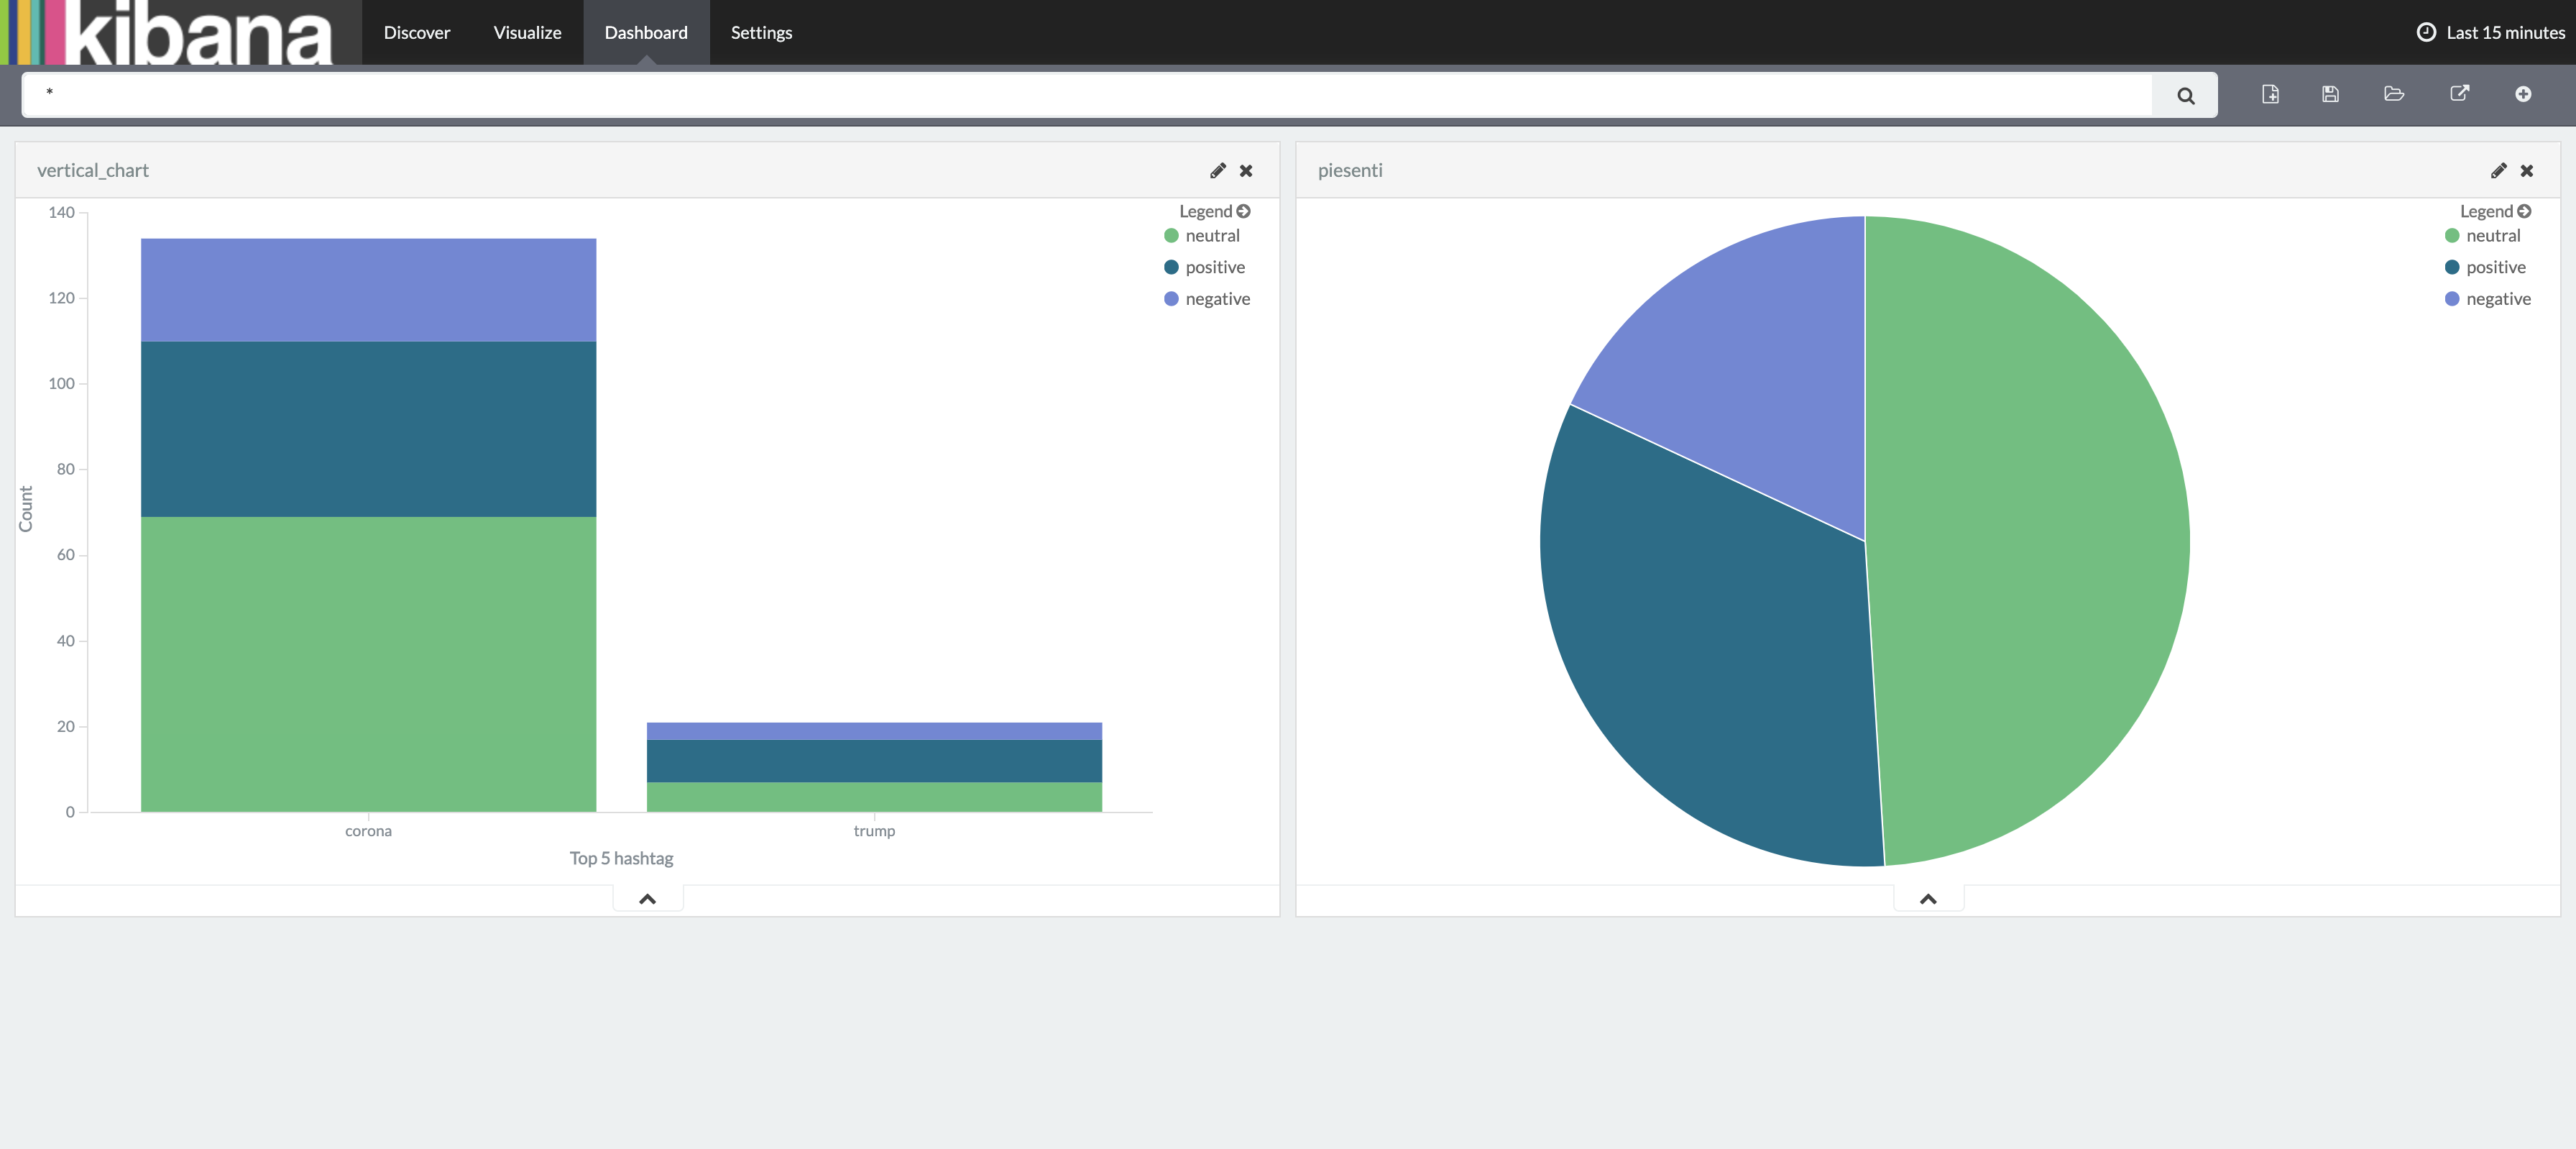 kibana
Discover Visualize Dashboard Settings Last 15 minutes
*
vertical_chart
140
120
100
80
60
40
20
0
Count
corona trump
Top 5 hashtag
Legend
neutral
positive
negative
piesenti
Legend
neutral
positive
negative